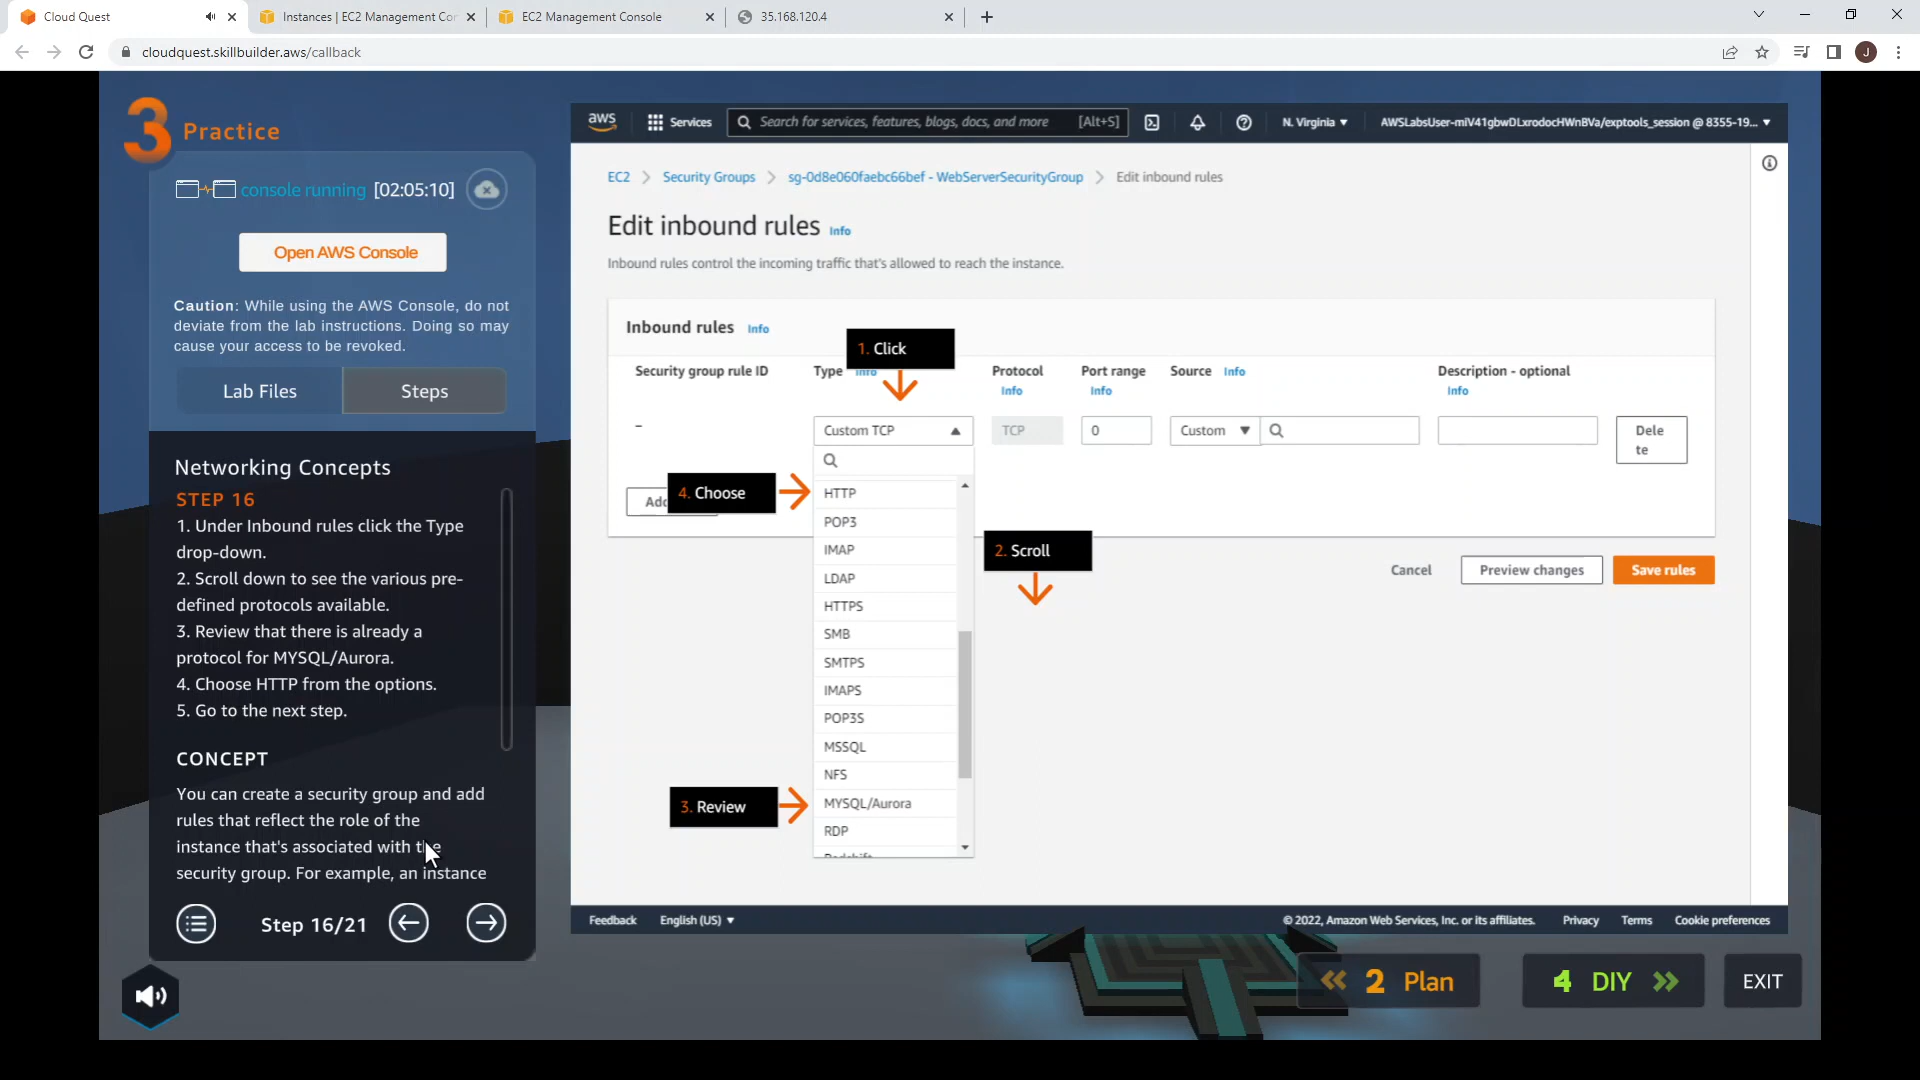 Cloud Quest
Instances | EC2 Management Con
EC2 Management Console
35.168.120.4
cloudquest.skillbuilder.aws/callback
J
3 Practice
console running [02:05:10]
Open AWS Console
Caution: While using the AWS Console, do not
deviate from the lab instructions. Doing so may
cause your access to be revoked.
Lab Files
Steps
Networking Concepts
STEP 16
1. Under Inbound rules click the Type
drop-down.
2. Scroll down to see the various pre-
defined protocols available.
3. Review that there is already a
protocol for MYSQL/Aurora.
4. Choose HTTP from the options.
5. Go to the next step.
CONCEPT
You can create a security group and add
rules that reflect the role of the
instance that's associated with the
security group. For example, an instance
Step 16/21
aws
Services
Search for services, features, blogs, docs, and more
[Alt+S]
N. Virginia
AWSLabsUser-miV41gbwDLxrodocHWnBVa/exptools_session @ 8355-19...
EC2 > Security Groups > sg-0d8e060faebc66bef - WebServerSecurityGroup > Edit inbound rules
Edit inbound rules Info
Inbound rules control the incoming traffic that's allowed to reach the instance.
Inbound rules Info
1. Click
Security group rule ID
Type Info
Protocol
Info
Port range
Info
Source Info
Description - optional
Info
–
Custom TCP
TCP
0
Custom
Dele
te
4. Choose
HTTP
POP3
IMAP
LDAP
HTTPS
SMB
SMTPS
IMAPS
POP3S
MSSQL
NFS
MYSQL/Aurora
RDP
Redshift
2. Scroll
3. Review
Cancel
Preview changes
Save rules
Feedback
English (US)
© 2022, Amazon Web Services, Inc. or its affiliates.
Privacy
Terms
Cookie preferences
2 Plan
4 DIY
EXIT